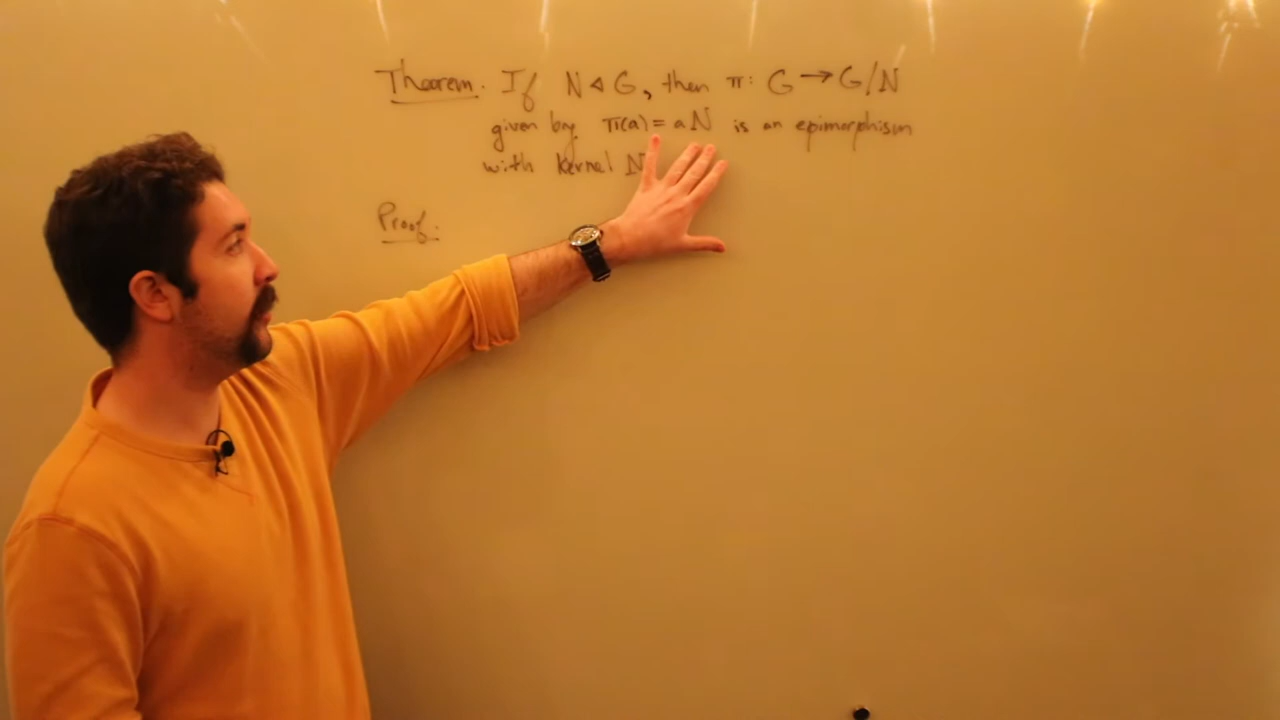 Theorem. If N ◁ G, then π: G → G/N
given by π(a) = aN is an epimorphism
with kernel N
Proof.